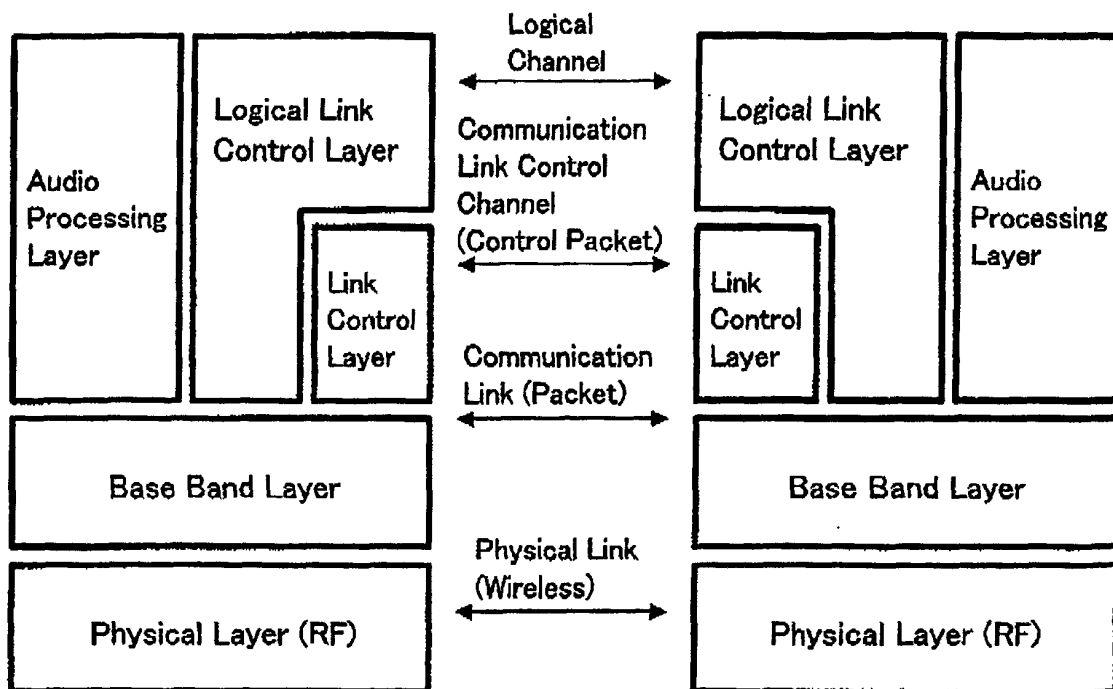 Audio
Processing
Layer
Logical Link
Control Layer
Link
Control
Layer
Base Band Layer
Physical Layer (RF)
Logical
Channel
Communication
Link Control
Channel
(Control Packet)
Communication
Link (Packet)
Physical Link
(Wireless)
Logical Link
Control Layer
Link
Control
Layer
Audio
Processing
Layer
Base Band Layer
Physical Layer (RF)